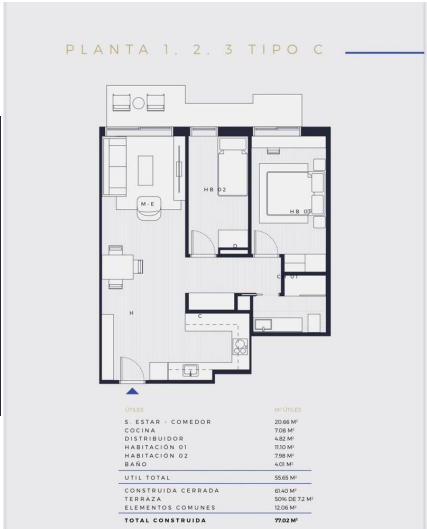 PLANTA 1, 2, 3 TIPO C
HB 02
M-E
H
C
ÚTILES M² ÚTILES
S. ESTAR - COMEDOR 20.66 M²
COCINA 7.08 M²
DISTRIBUIDOR 4.82 M²
HABITACIÓN 01 11.10 M²
HABITACIÓN 02 7.98 M²
BAÑO 4.01 M²
UTIL TOTAL 55.65 M²
CONSTRUIDA CERRADA 61.40 M²
TERRAZA 50% DE 7.2 M²
ELEMENTOS COMUNES 12.06 M²
TOTAL CONSTRUIDA 77.02 M²